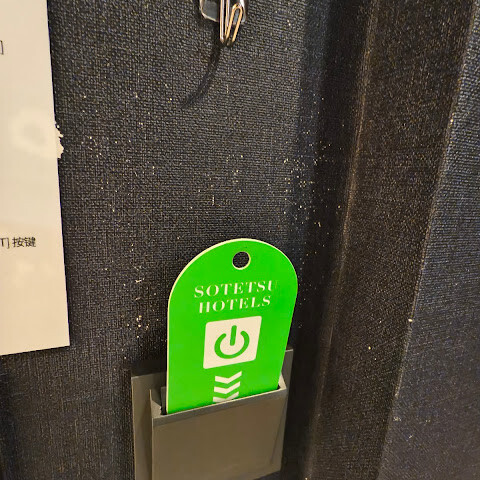 ]
T] 按键
SOTETSU
HOTELS